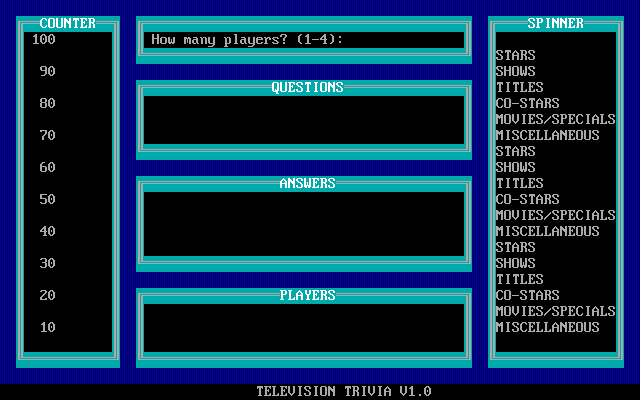 COUNTER
100
90
80
70
60
50
40
30
20
10
How many players? (1-4):
QUESTIONS
ANSWERS
PLAYERS
SPINNER
STARS
SHOWS
TITLES
CO-STARS
MOVIES/SPECIALS
MISCELLANEOUS
STARS
SHOWS
TITLES
CO-STARS
MOVIES/SPECIALS
MISCELLANEOUS
STARS
SHOWS
TITLES
CO-STARS
MOVIES/SPECIALS
MISCELLANEOUS
TELEVISION TRIVIA V1.0